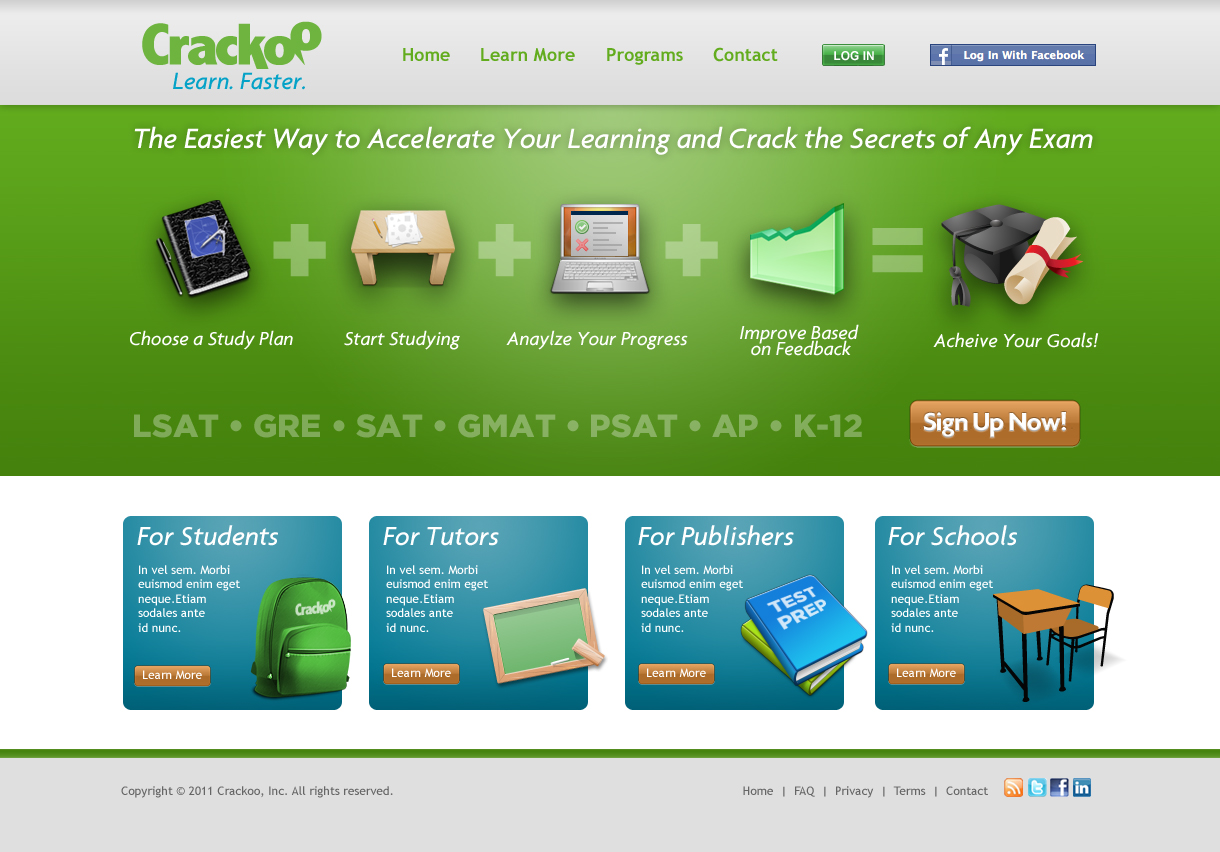 Crackoo
Learn. Faster.
Home
Learn More
Programs
Contact
LOG IN
f Log In With Facebook
The Easiest Way to Accelerate Your Learning and Crack the Secrets of Any Exam
Choose a Study Plan
Start Studying
Anaylze Your Progress
Improve Based
on Feedback
Acheive Your Goals!
LSAT • GRE • SAT • GMAT • PSAT • AP • K-12
Sign Up Now!
For Students
In vel sem. Morbi
euismod enim eget
neque.Etiam
sodales ante
id nunc.
Crackoo
Learn More
For Tutors
In vel sem. Morbi
euismod enim eget
neque.Etiam
sodales ante
id nunc.
Learn More
For Publishers
In vel sem. Morbi
euismod enim eget
neque.Etiam
sodales ante
id nunc.
TEST
PREP
Learn More
For Schools
In vel sem. Morbi
euismod enim eget
neque.Etiam
sodales ante
id nunc.
Learn More
Copyright © 2011 Crackoo, Inc. All rights reserved.
Home | FAQ | Privacy | Terms | Contact
t f in